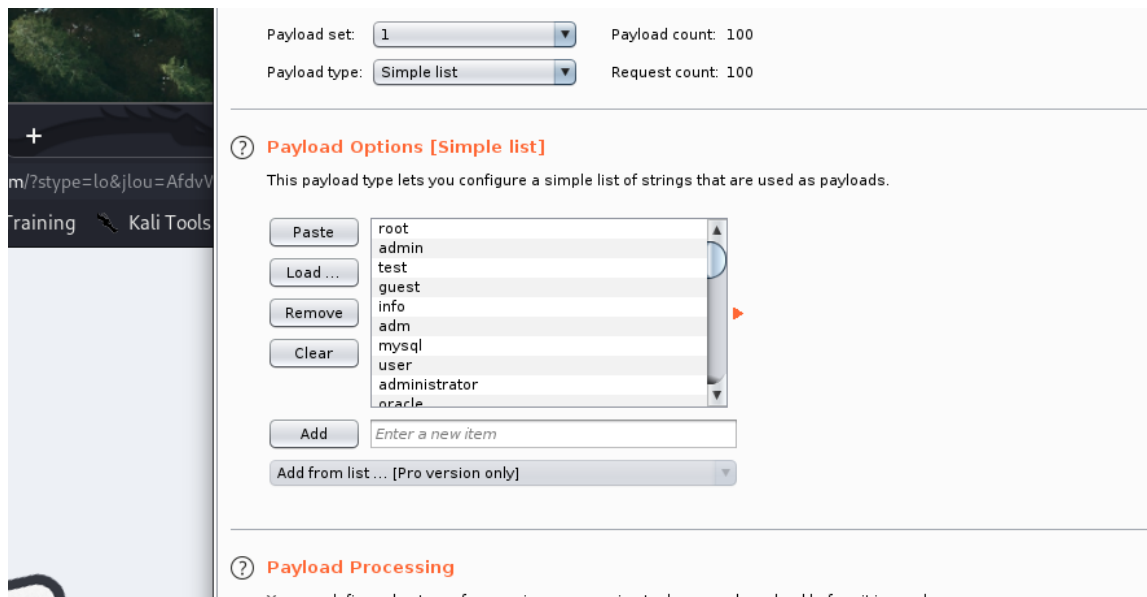 Payload set: 1 Payload count: 100
Payload type: Simple list Request count: 100
+
? Payload Options [Simple list]
m/?stype=lo&jlou=Afdv
This payload type lets you configure a simple list of strings that are used as payloads.
Training Kali Tools
Paste
Load ...
Remove
Clear
root
admin
test
guest
info
adm
mysql
user
administrator
oracle
Add Enter a new item
Add from list ... [Pro version only]
? Payload Processing